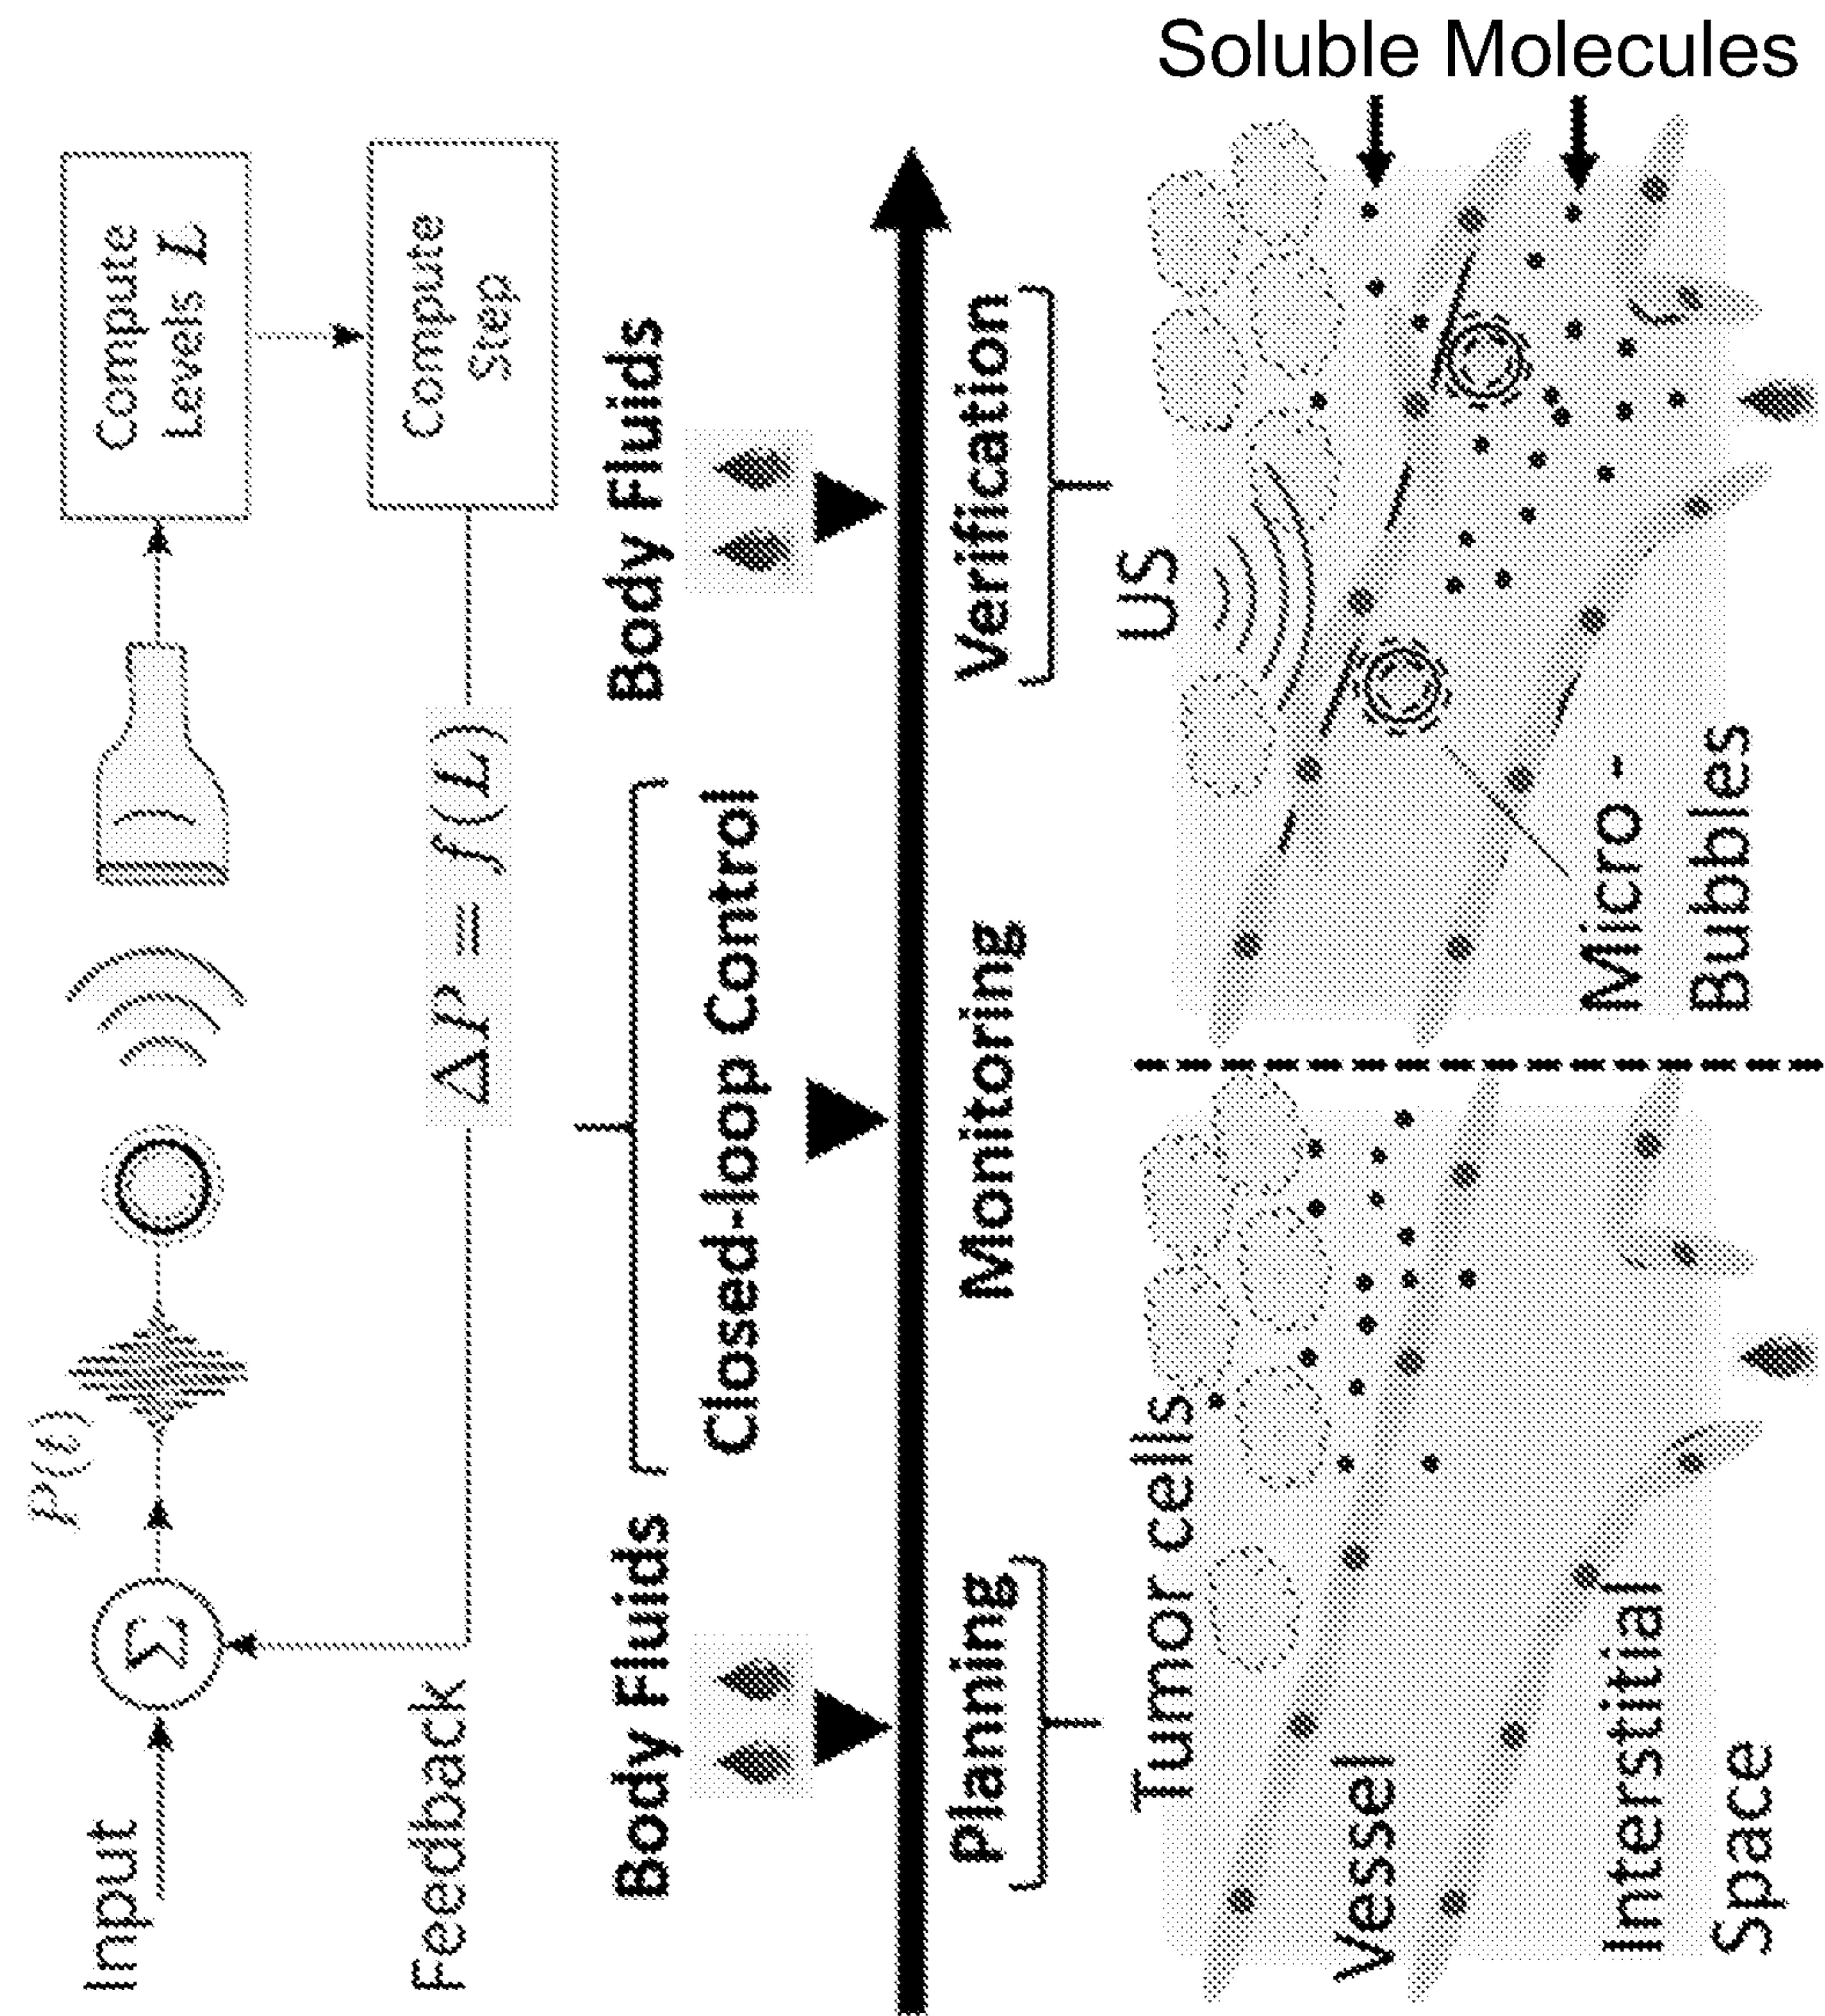 Input
P(t)
Compute
Levels L
Feedback
ΔP = f(L)
Compute
Step
Body Fluids
Closed-loop Control
Body Fluids
Planning
Monitoring
Verification
Tumor cells
Vessel
Interstitial
Space
US
Micro -
Bubbles
Soluble Molecules
Σ